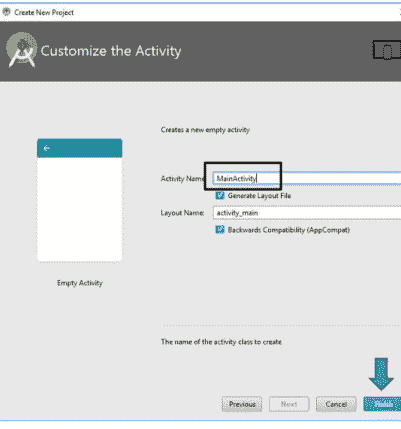 Create New Project
Customize the Activity
Creates a new empty activity
Activity Name: MainActivity
Generate Layout File
Layout Name: activity_main
Backwards Compatibility (AppCompat)
Empty Activity
The name of the activity class to create
Previous Next Cancel Finish